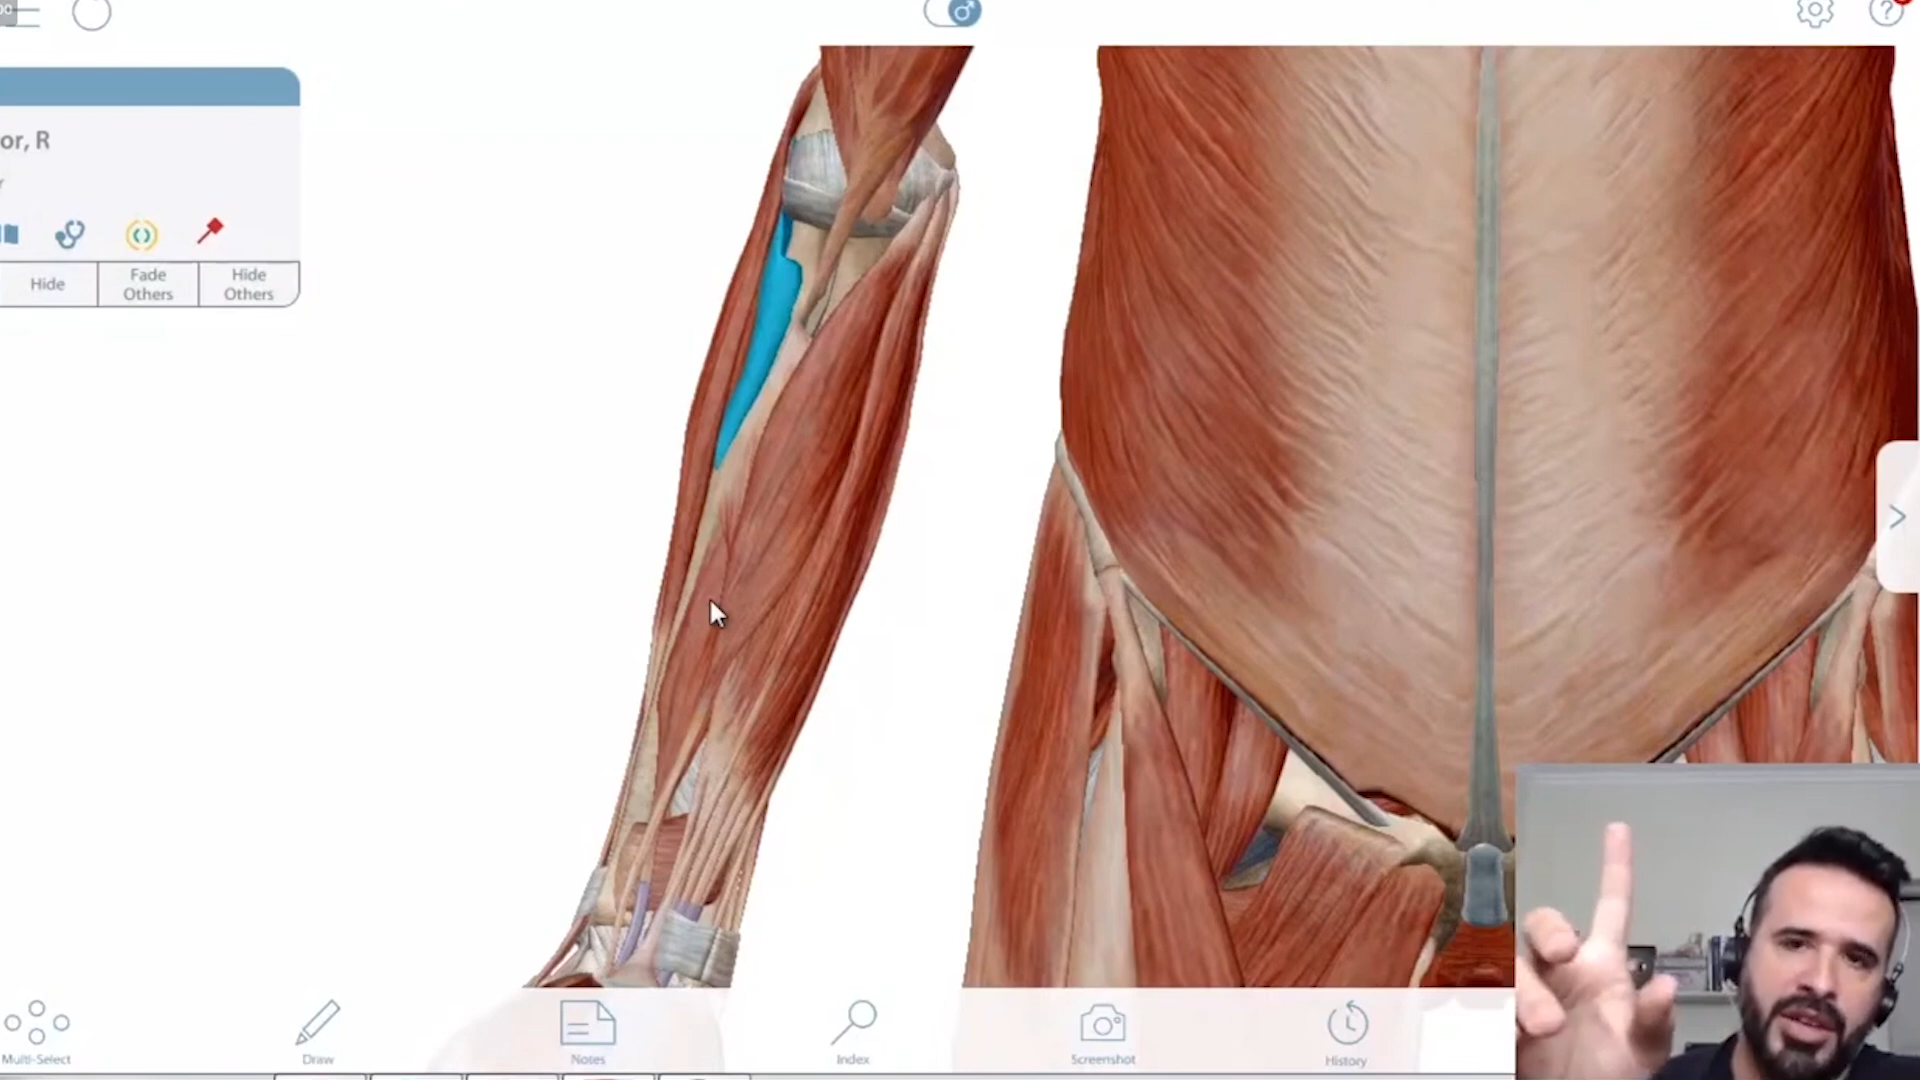 or, R
Hide
Fade
Others
Hide
Others
Multi-Select
Draw
Notes
Index
Screenshot
History